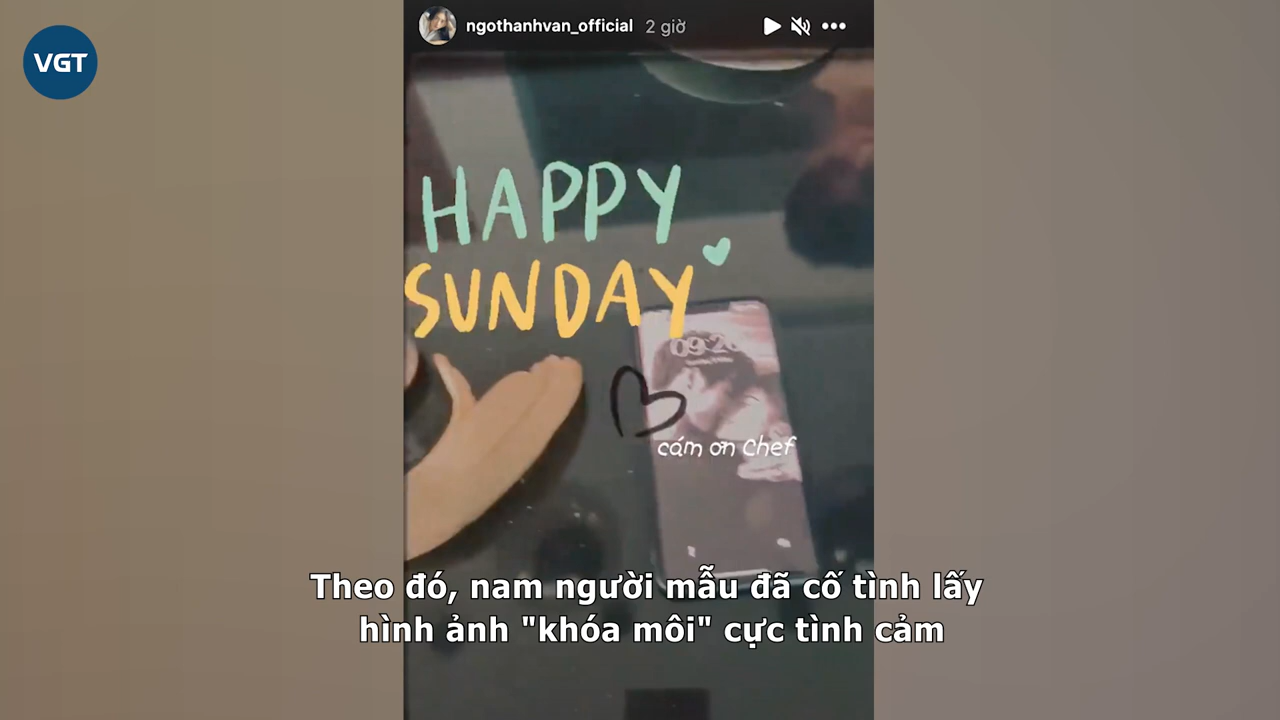 VGT
ngothanhvan_official 2 giờ
HAPPY
SUNDAY
cám ơn Chef
Theo đó, nam người mẫu đã cố tình lấy
hình ảnh "khóa môi" cực tình cảm